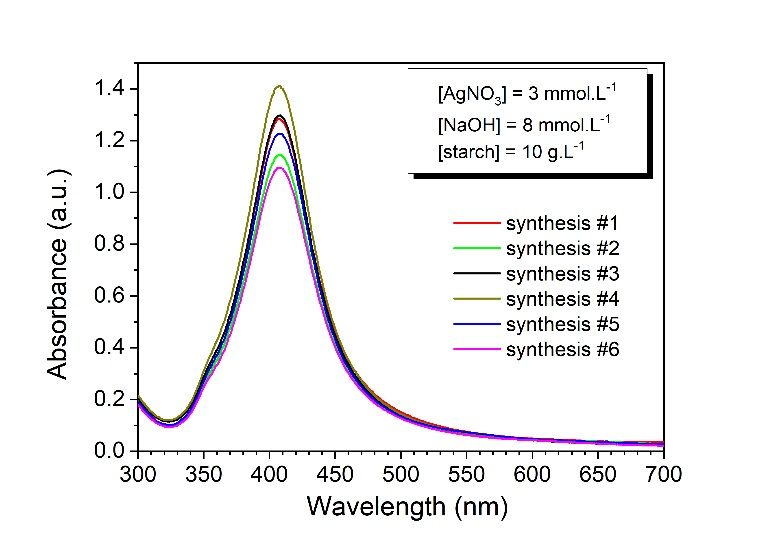 1.4
1.2
1.0
0.8
0.6
0.4
0.2
0.0
Absorbance (a.u.)
[AgNO₃] = 3 mmol.L⁻¹
[NaOH] = 8 mmol.L⁻¹
[starch] = 10 g.L⁻¹
synthesis #1
synthesis #2
synthesis #3
synthesis #4
synthesis #5
synthesis #6
300 350 400 450 500 550 600 650 700
Wavelength (nm)